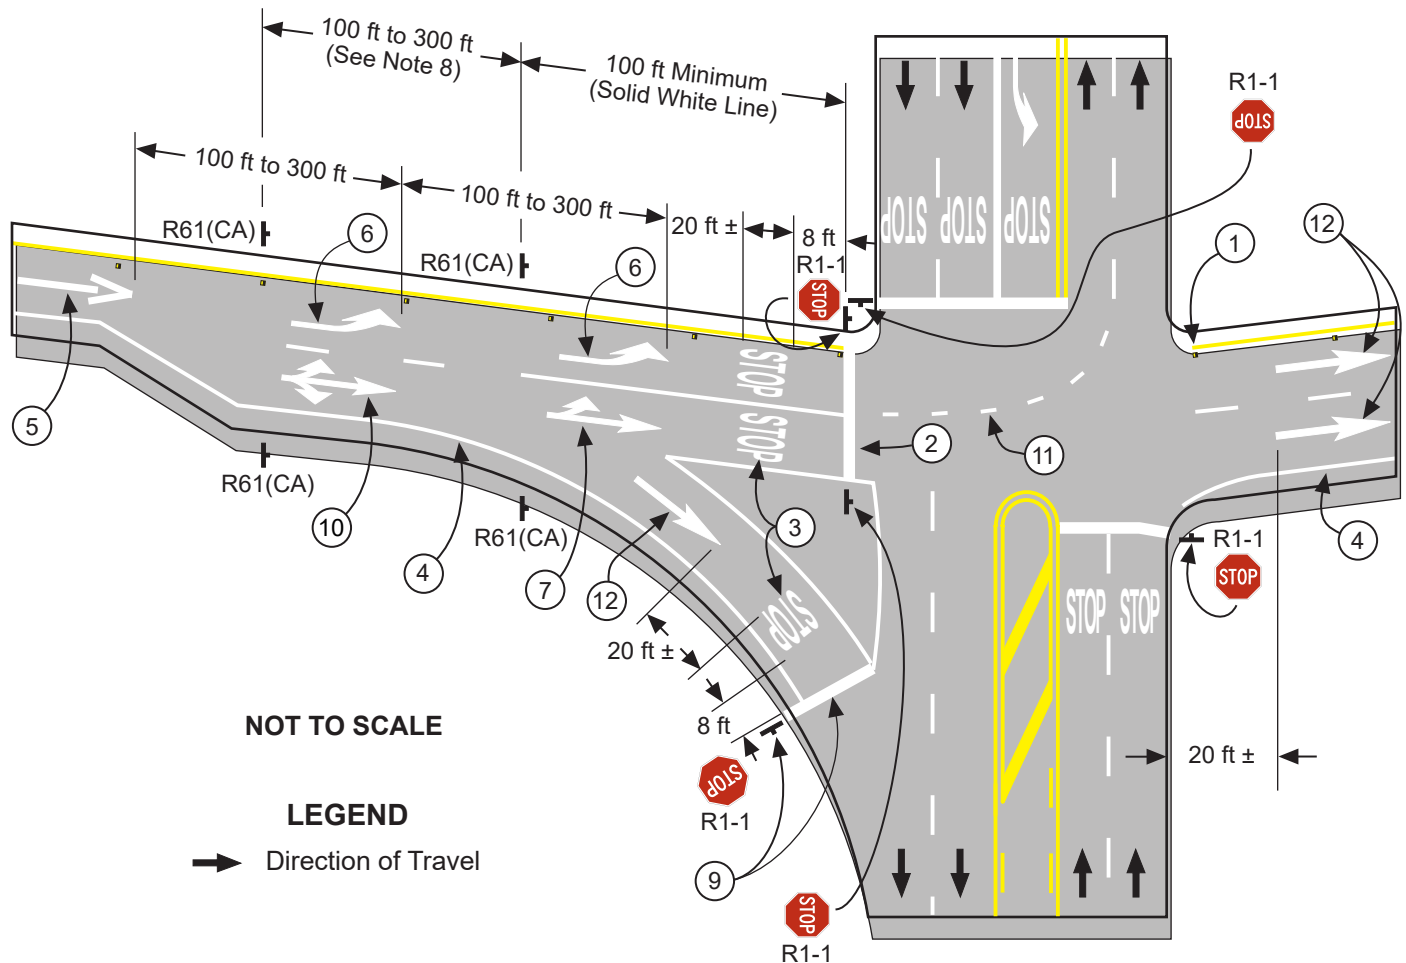 100 ft to 300 ft
(See Note 8)
100 ft Minimum
(Solid White Line)
R1-1
STOP
100 ft to 300 ft
100 ft to 300 ft
20 ft ±
8 ft
R61(CA)
6
R61(CA)
6
R1-1
STOP
STOP
STOP
STOP
1
12
5
STOP
STOP
2
11
R61(CA)
10
4
R61(CA)
7
12
3
STOP
4
R1-1
STOP
STOP
STOP
20 ft ±
8 ft
20 ft ±
NOT TO SCALE
STOP
R1-1
LEGEND
Direction of Travel
9
STOP
R1-1